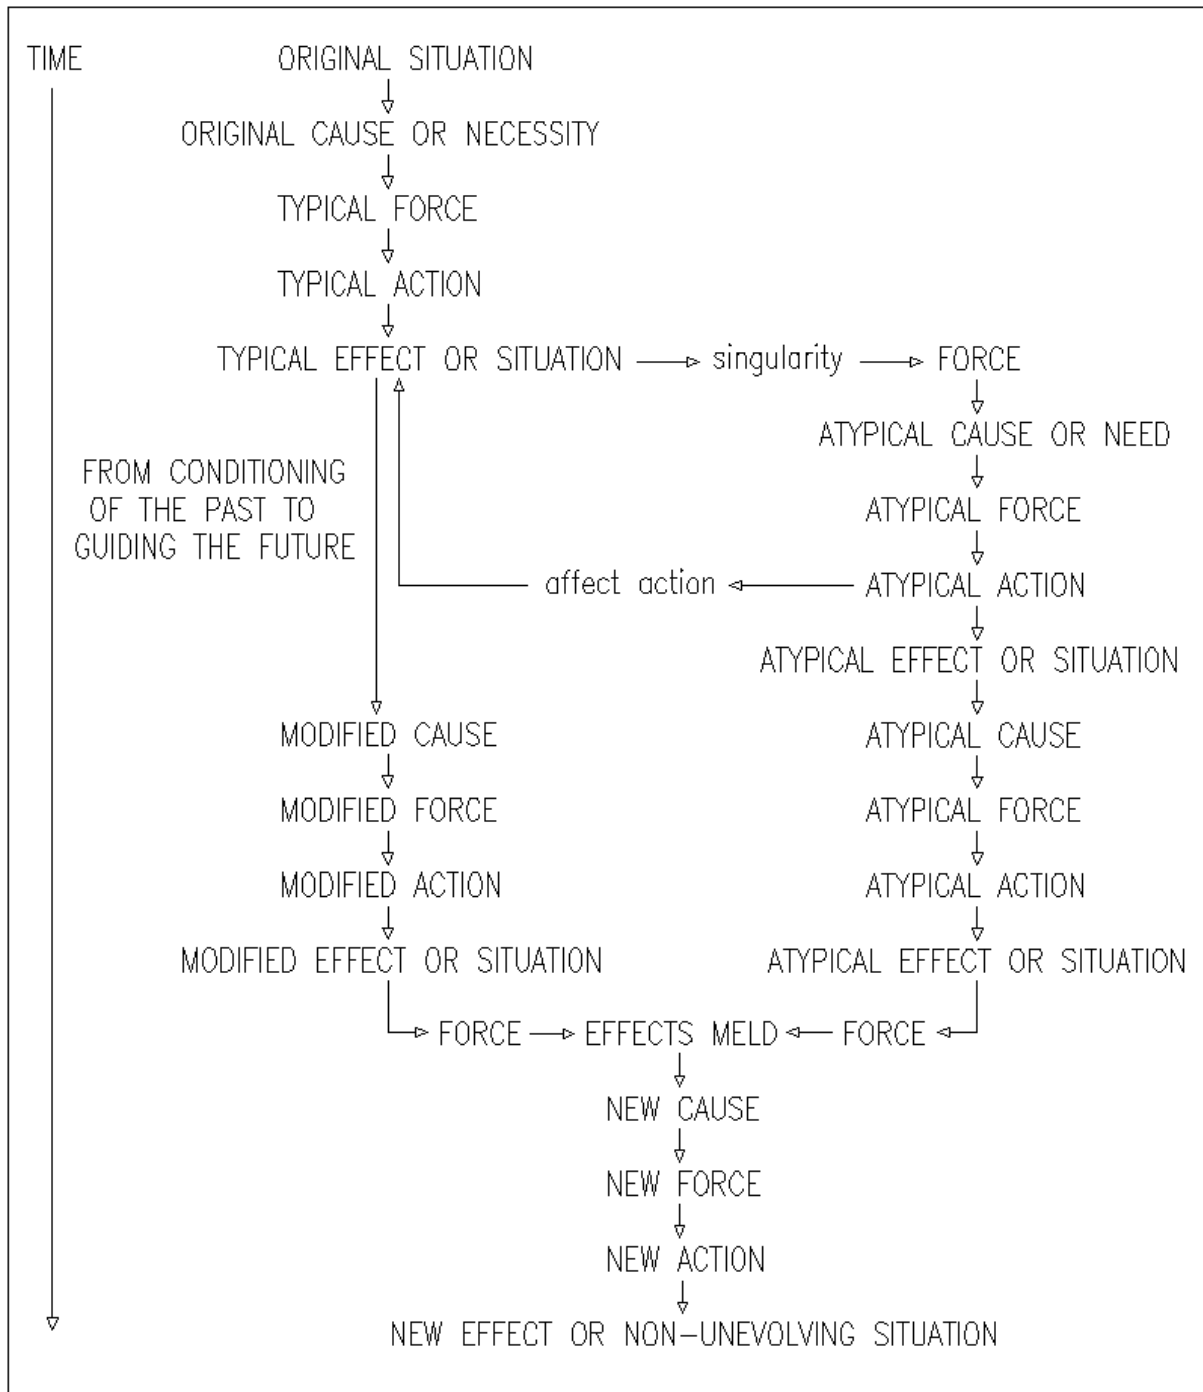 TIME ORIGINAL SITUATION
ORIGINAL CAUSE OR NECESSITY
TYPICAL FORCE
TYPICAL ACTION
TYPICAL EFFECT OR SITUATION singularity FORCE
ATYPICAL CAUSE OR NEED
FROM CONDITIONING
OF THE PAST TO
GUIDING THE FUTURE
ATYPICAL FORCE
affect action ATYPICAL ACTION
ATYPICAL EFFECT OR SITUATION
MODIFIED CAUSE ATYPICAL CAUSE
MODIFIED FORCE ATYPICAL FORCE
MODIFIED ACTION ATYPICAL ACTION
MODIFIED EFFECT OR SITUATION ATYPICAL EFFECT OR SITUATION
FORCE EFFECTS MELD FORCE
NEW CAUSE
NEW FORCE
NEW ACTION
NEW EFFECT OR NON-UNEVOLVING SITUATION